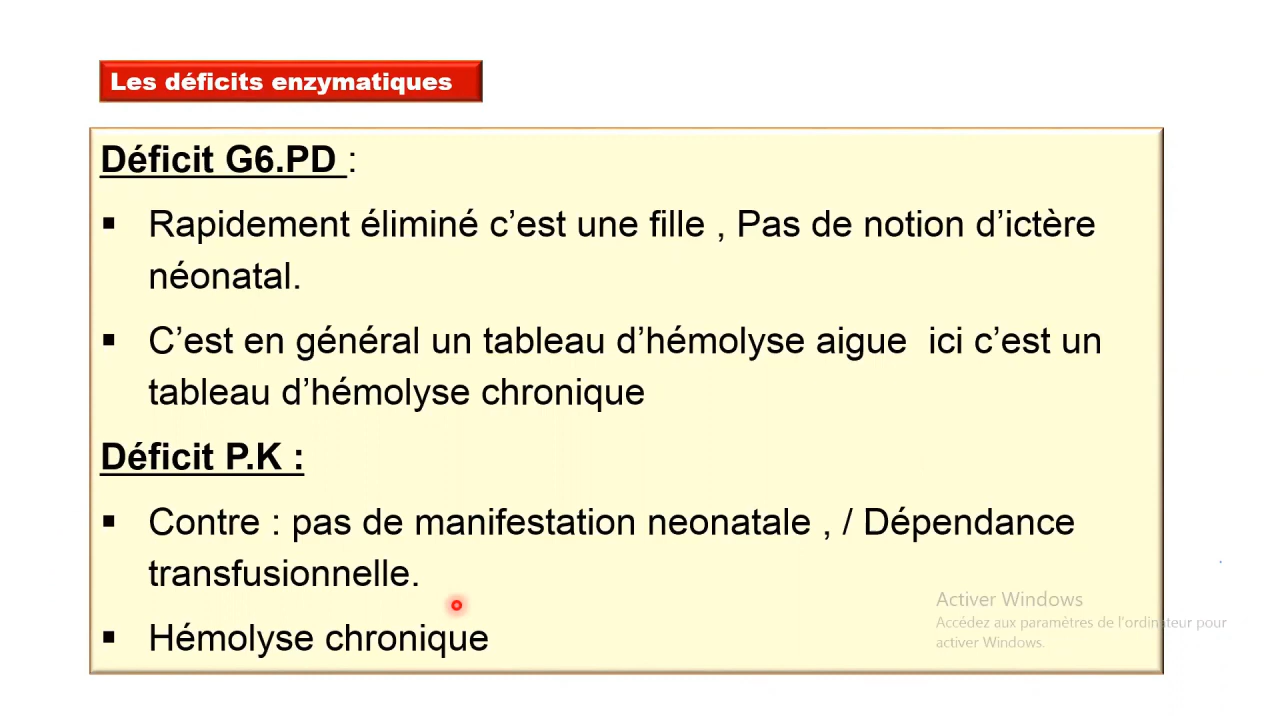 Les déficits enzymatiques
Déficit G6.PD :
▪ Rapidement éliminé c’est une fille , Pas de notion d’ictère
néonatal.
▪ C’est en général un tableau d’hémolyse aigue ici c’est un
tableau d’hémolyse chronique
Déficit P.K :
▪ Contre : pas de manifestation neonatale , / Dépendance
transfusionnelle.
▪ Hémolyse chronique
Activer Windows
Accédez aux paramètres de l'ordinateur pour
activer Windows.